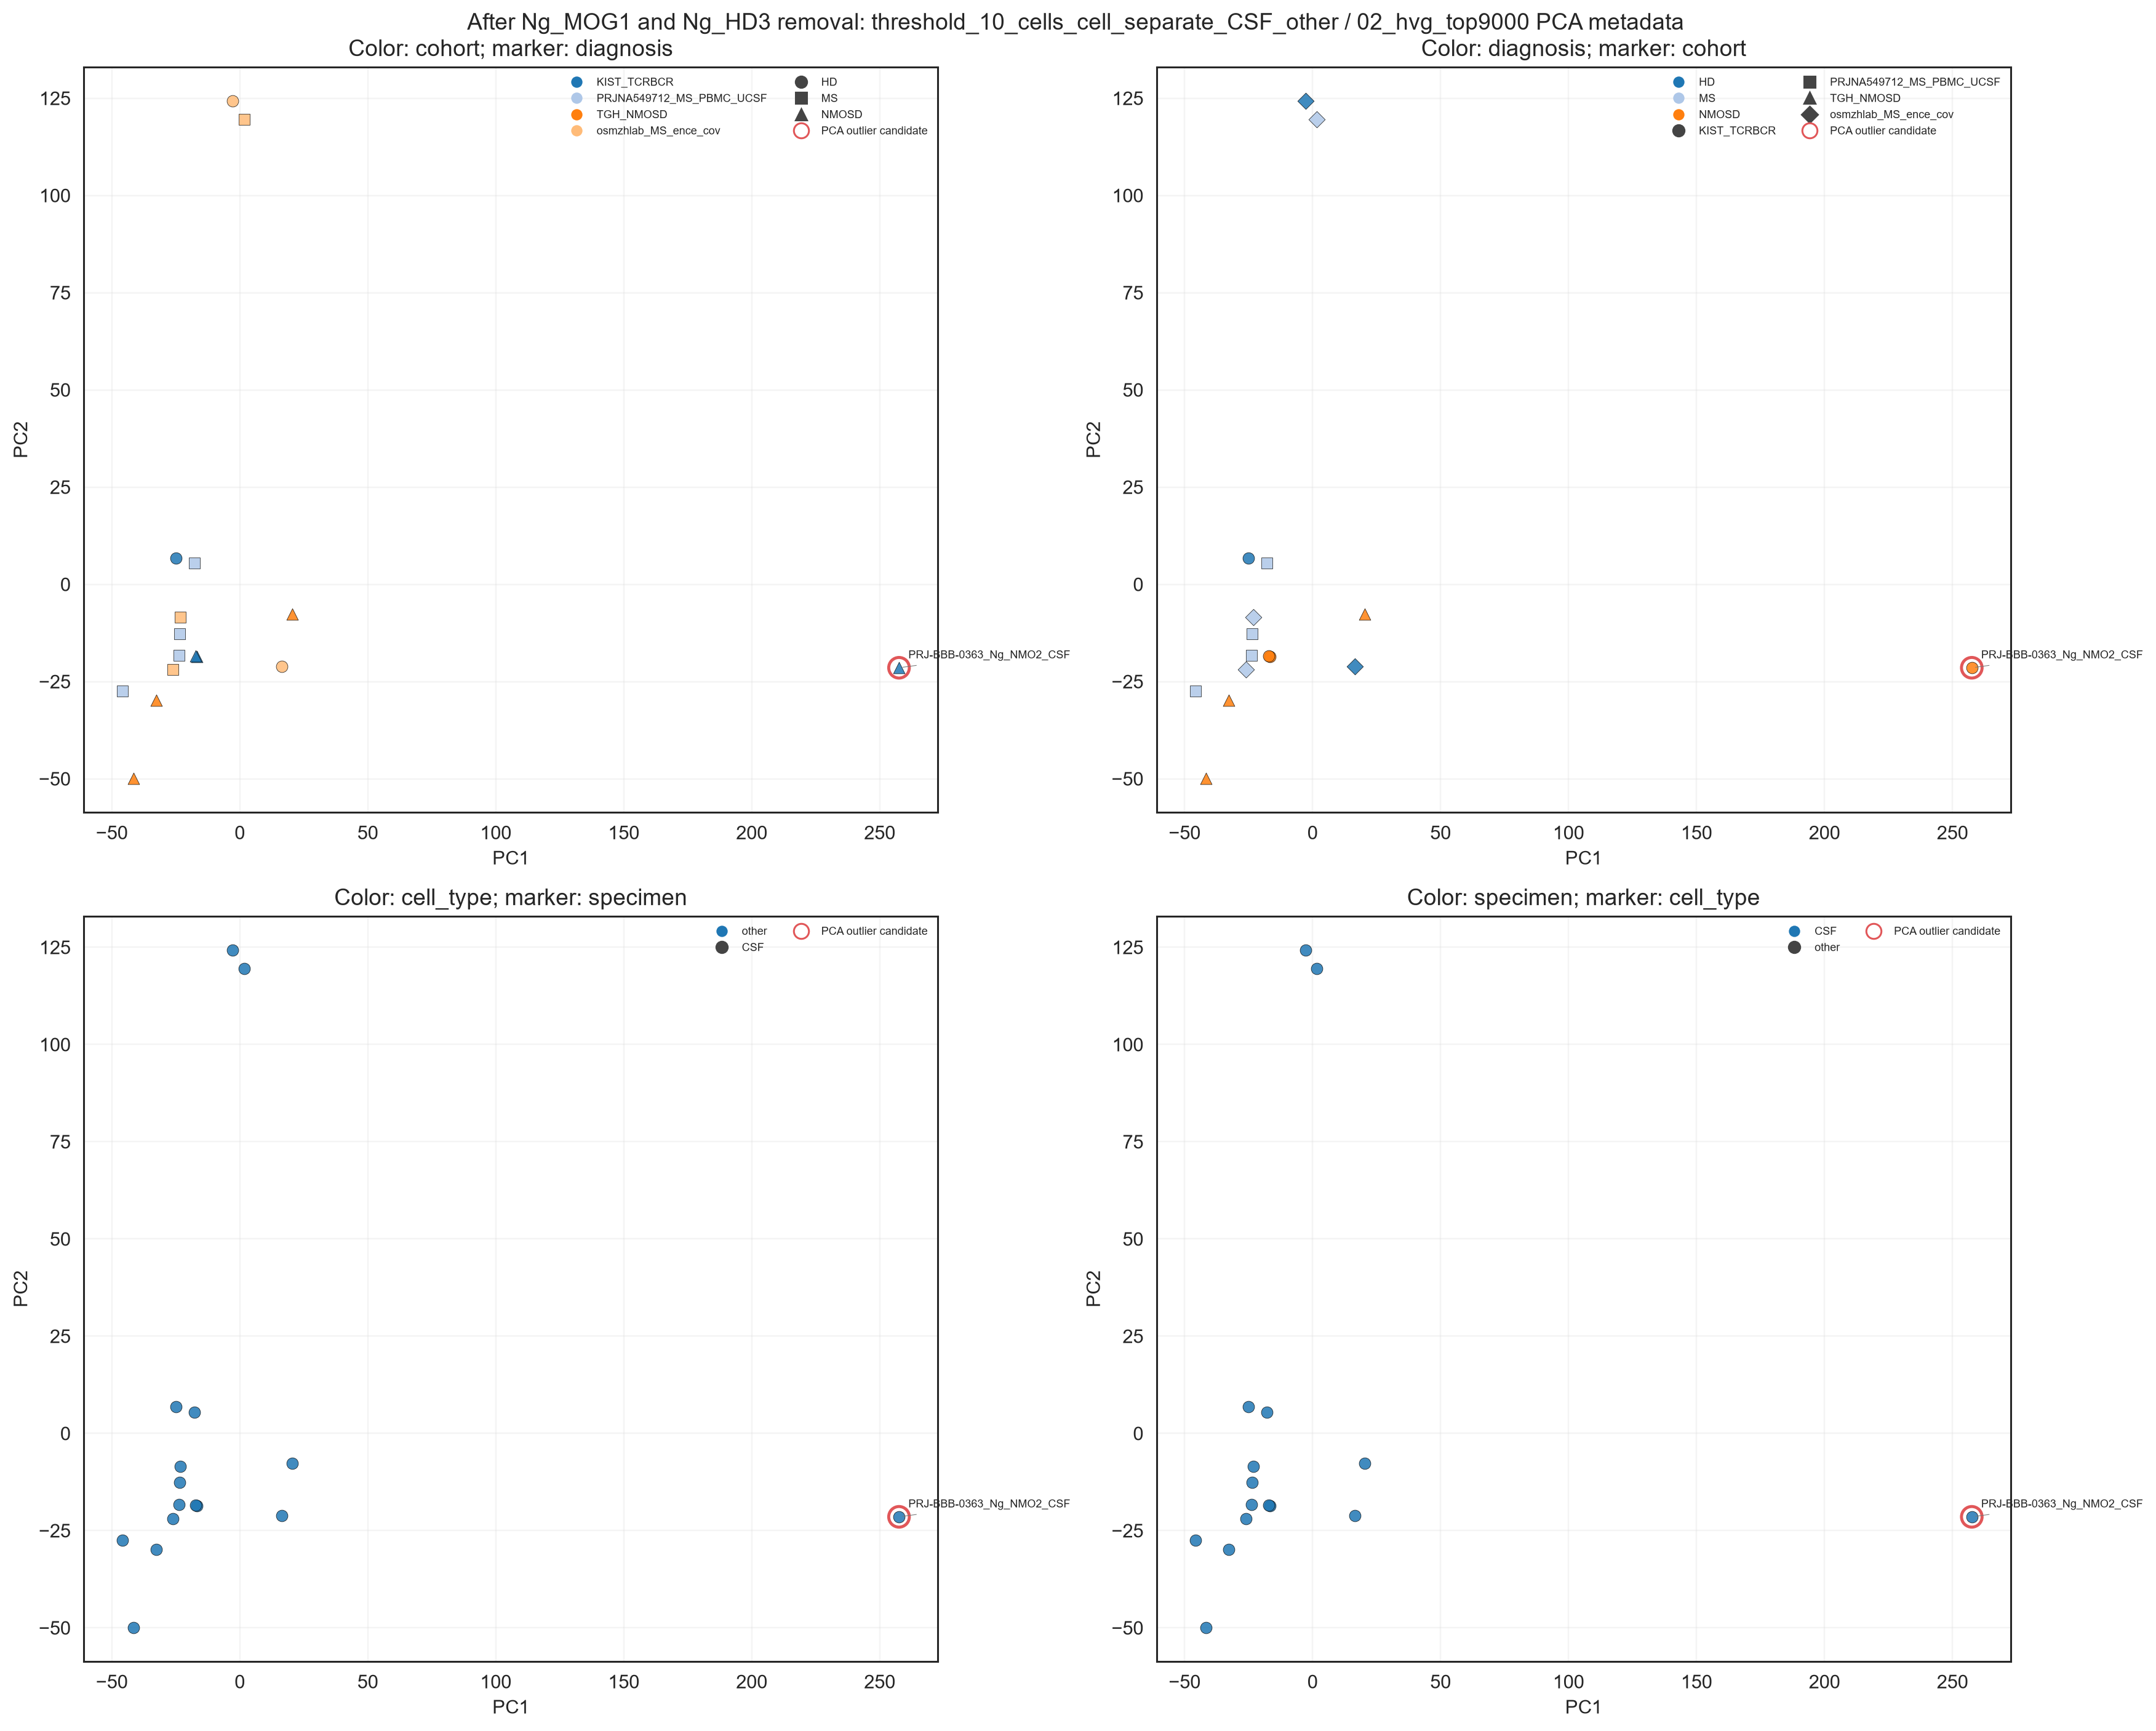 After Ng_MOG1 and Ng_HD3 removal: threshold_10_cells_cell_separate_CSF_other / 02_hvg_top9000 PCA metadata
Color: cohort; marker: diagnosis
KIST_TCRBCR
PRJNA549712_MS_PBMC_UCSF
TGH_NMOSD
osmzhlab_MS_ence_cov
HD
MS
NMOSD
PCA outlier candidate
125
100
75
50
25
0
−25
−50
PC2
PRJ-BBB-0363_Ng_NMO2_CSF
−50
0
50
100
150
200
250
PC1
Color: diagnosis; marker: cohort
HD
MS
NMOSD
KIST_TCRBCR
PRJNA549712_MS_PBMC_UCSF
TGH_NMOSD
osmzhlab_MS_ence_cov
PCA outlier candidate
125
100
75
50
25
0
−25
−50
PC2
PRJ-BBB-0363_Ng_NMO2_CSF
−50
0
50
100
150
200
250
PC1
Color: cell_type; marker: specimen
other
CSF
PCA outlier candidate
125
100
75
50
25
0
−25
−50
PC2
PRJ-BBB-0363_Ng_NMO2_CSF
−50
0
50
100
150
200
250
PC1
Color: specimen; marker: cell_type
CSF
other
PCA outlier candidate
125
100
75
50
25
0
−25
−50
PC2
PRJ-BBB-0363_Ng_NMO2_CSF
−50
0
50
100
150
200
250
PC1